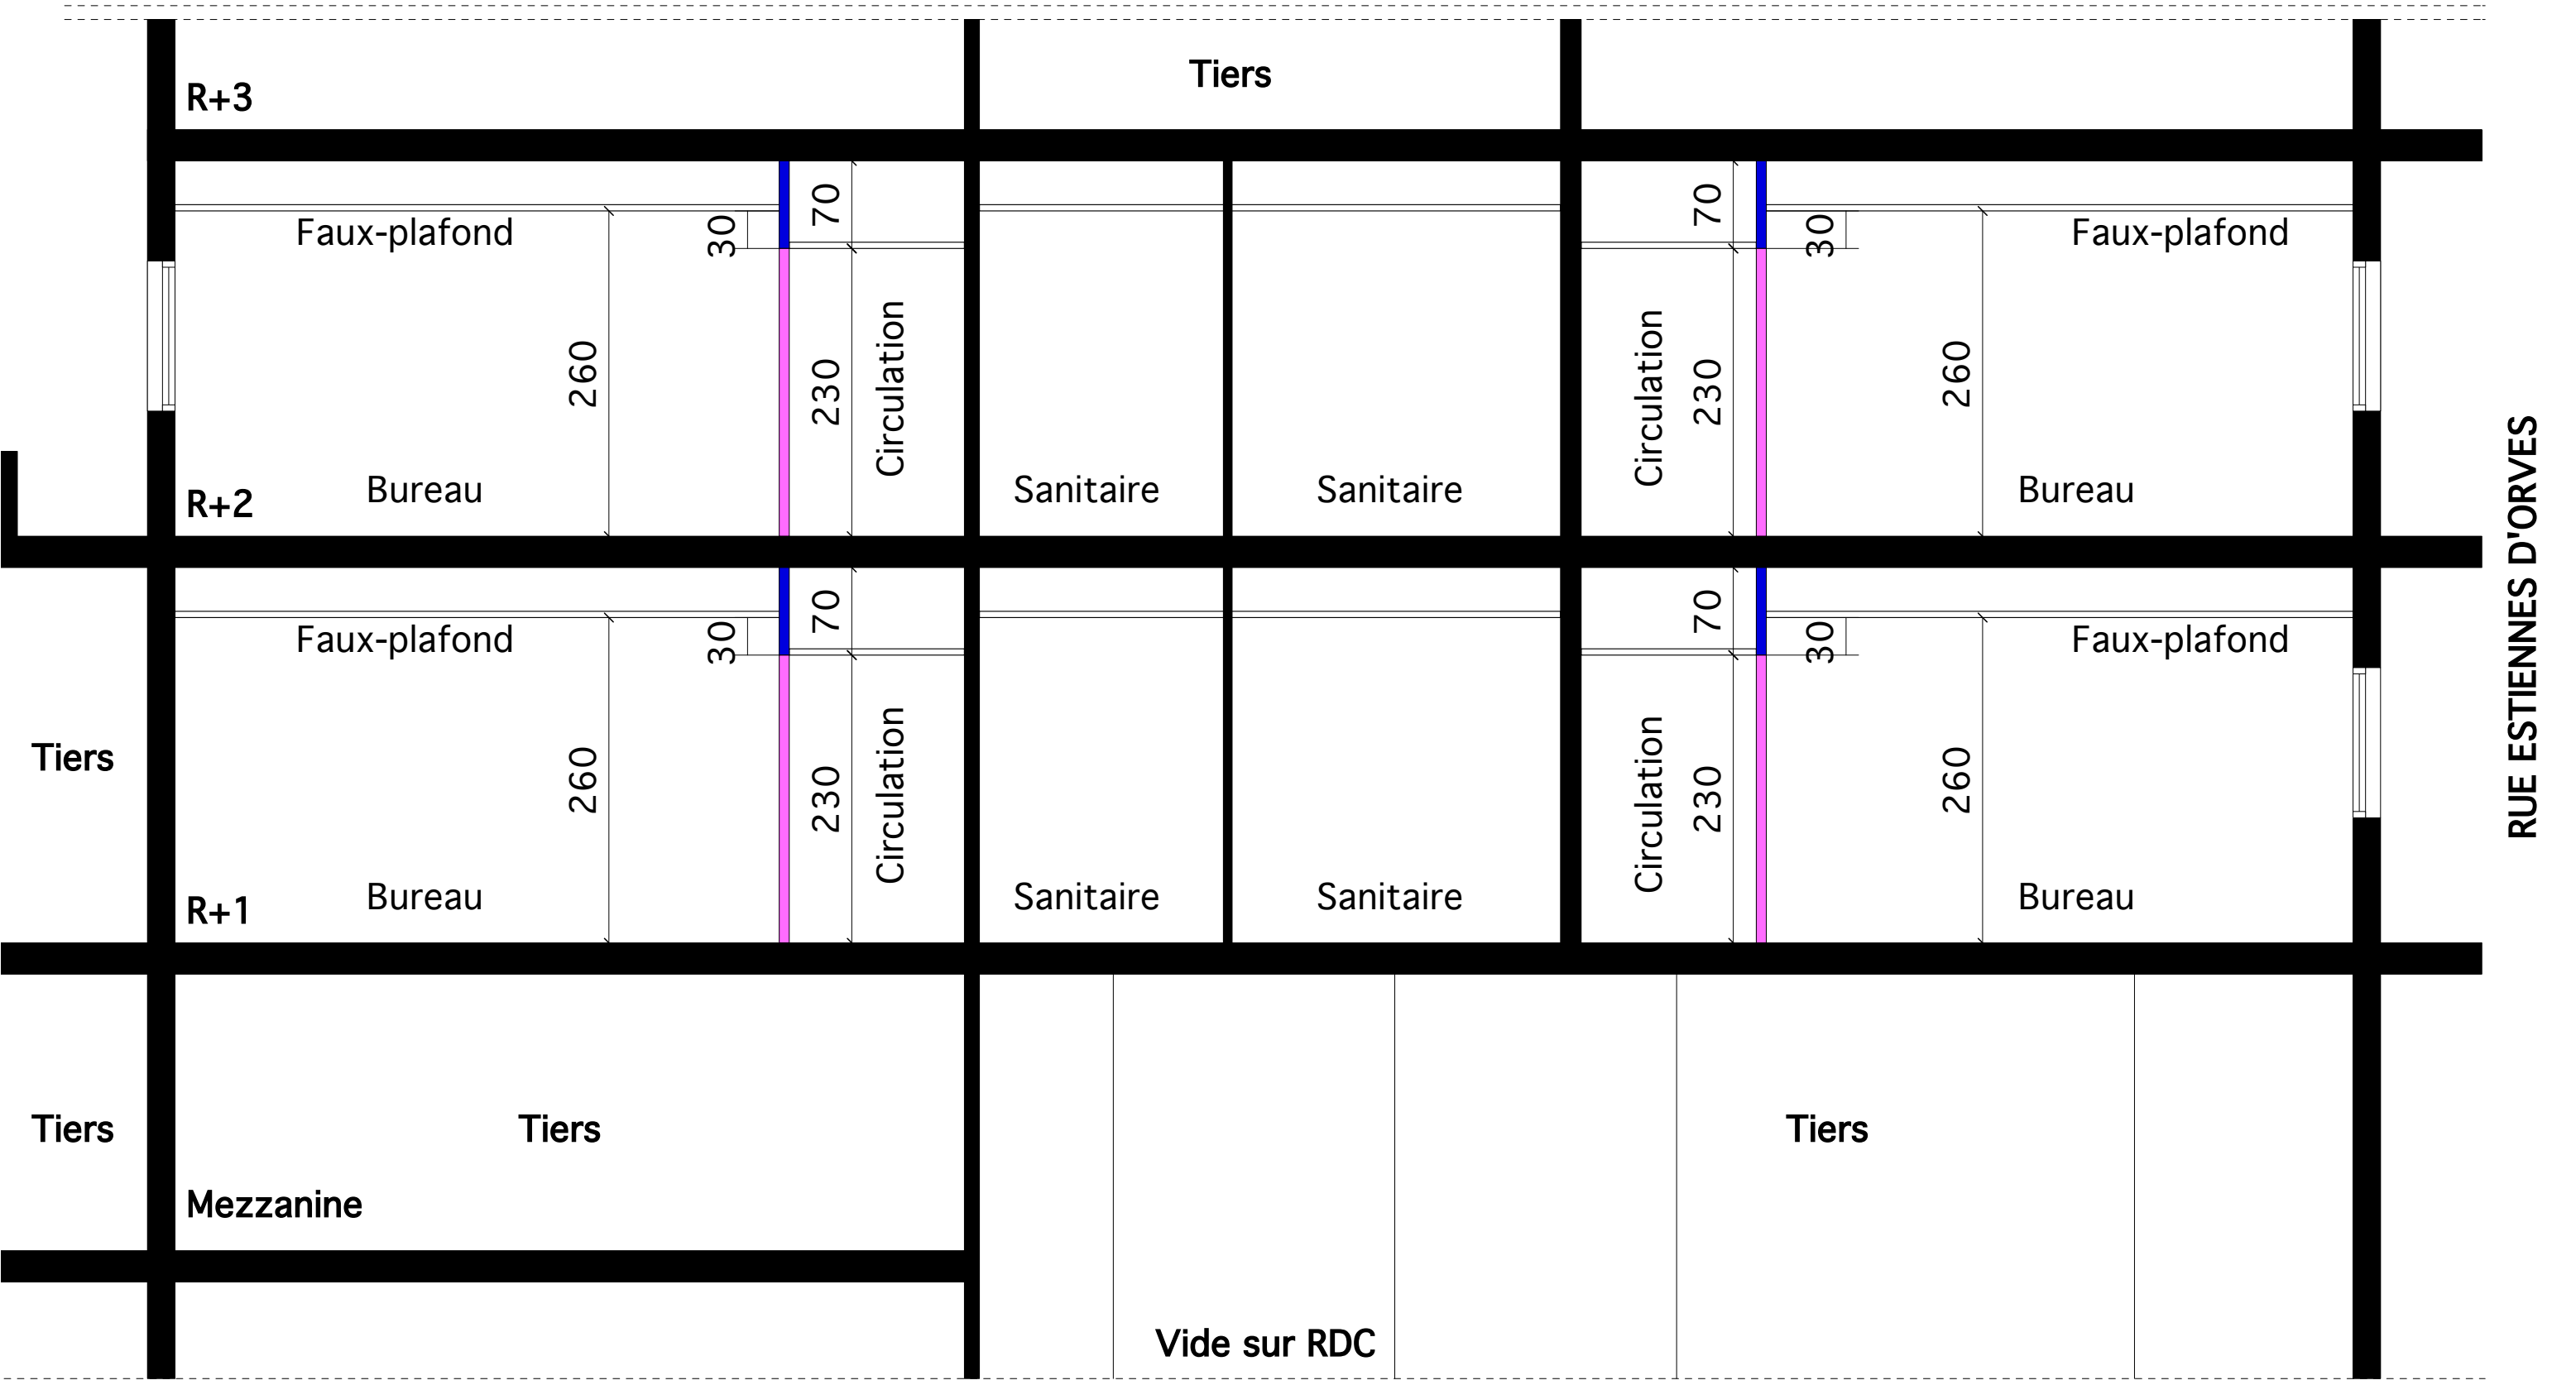 Tiers
R+3
70
70
30
30
Faux-plafond
Faux-plafond
260
230
Circulation
Circulation
230
260
Bureau
Sanitaire
Sanitaire
Bureau
R+2
RUE ESTIENNES D'ORVES
70
70
30
30
Faux-plafond
Faux-plafond
Tiers
260
230
Circulation
Circulation
230
260
Bureau
Sanitaire
Sanitaire
Bureau
R+1
Tiers
Tiers
Tiers
Mezzanine
Vide sur RDC